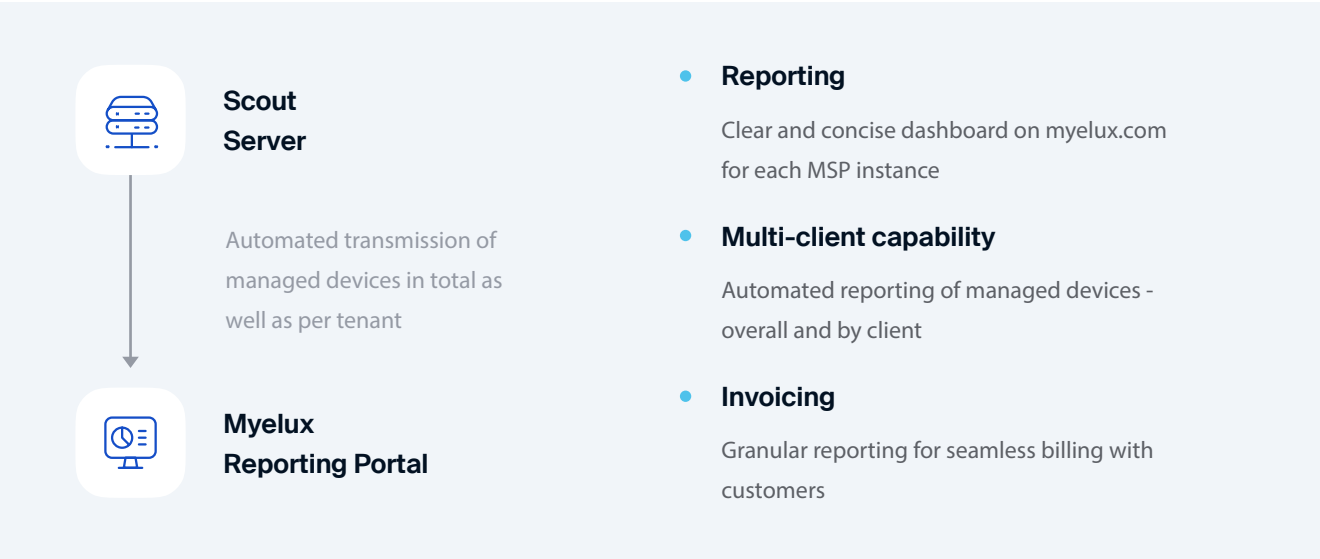 Scout
Server
Automated transmission of
managed devices in total as
well as per tenant
Myelux
Reporting Portal
Reporting
Clear and concise dashboard on myelux.com
for each MSP instance
Multi-client capability
Automated reporting of managed devices -
overall and by client
Invoicing
Granular reporting for seamless billing with
customers